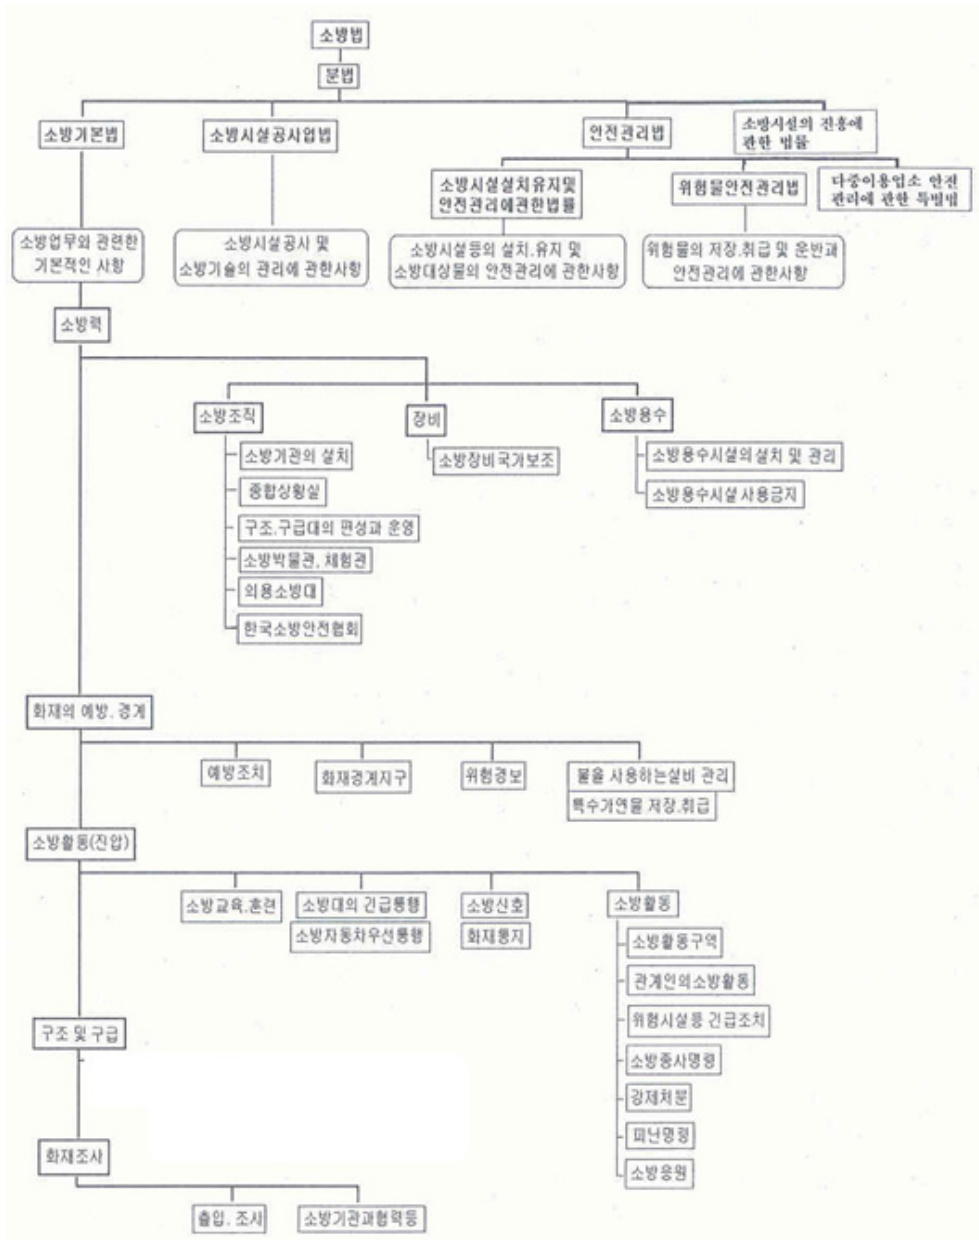 소방법
분법
소방기본법
소방시설공사업법
안전관리법
소방시설의 진흥에
관한 법률
소방시설설치유지및
안전관리에관한법률
위험물안전관리법
다중이용업소 안전
관리에 관한 특별법
소방업무와 관련한
기본적인 사항
소방시설공사 및
소방기술의 관리에 관한사항
소방시설등의 설치.유지 및
소방대상물의 안전관리에 관한사항
위험물의 저장.취급 및 운반과
안전관리에 관한사항
소방력
소방조직
장비
소방용수
소방기관의 설치
종합상황실
구조.구급대의 편성과 운영
소방박물관, 체험관
의용소방대
한국소방안전협회
소방장비국가보조
소방용수시설의 설치 및 관리
소방용수시설 사용금지
화재의 예방. 경계
예방조치
화재경계지구
위험경보
불을 사용하는설비 관리
특수가연물 저장.취급
소방활동(진압)
소방교육.훈련
소방대의 긴급통행
소방자동차우선통행
소방신호
화재통지
소방활동
소방활동구역
관계인의소방활동
위험시설등 긴급조치
소방종사명령
강제처분
피난명령
소방응원
구조 및 구급
화재조사
출입. 조사
소방기관과협력등